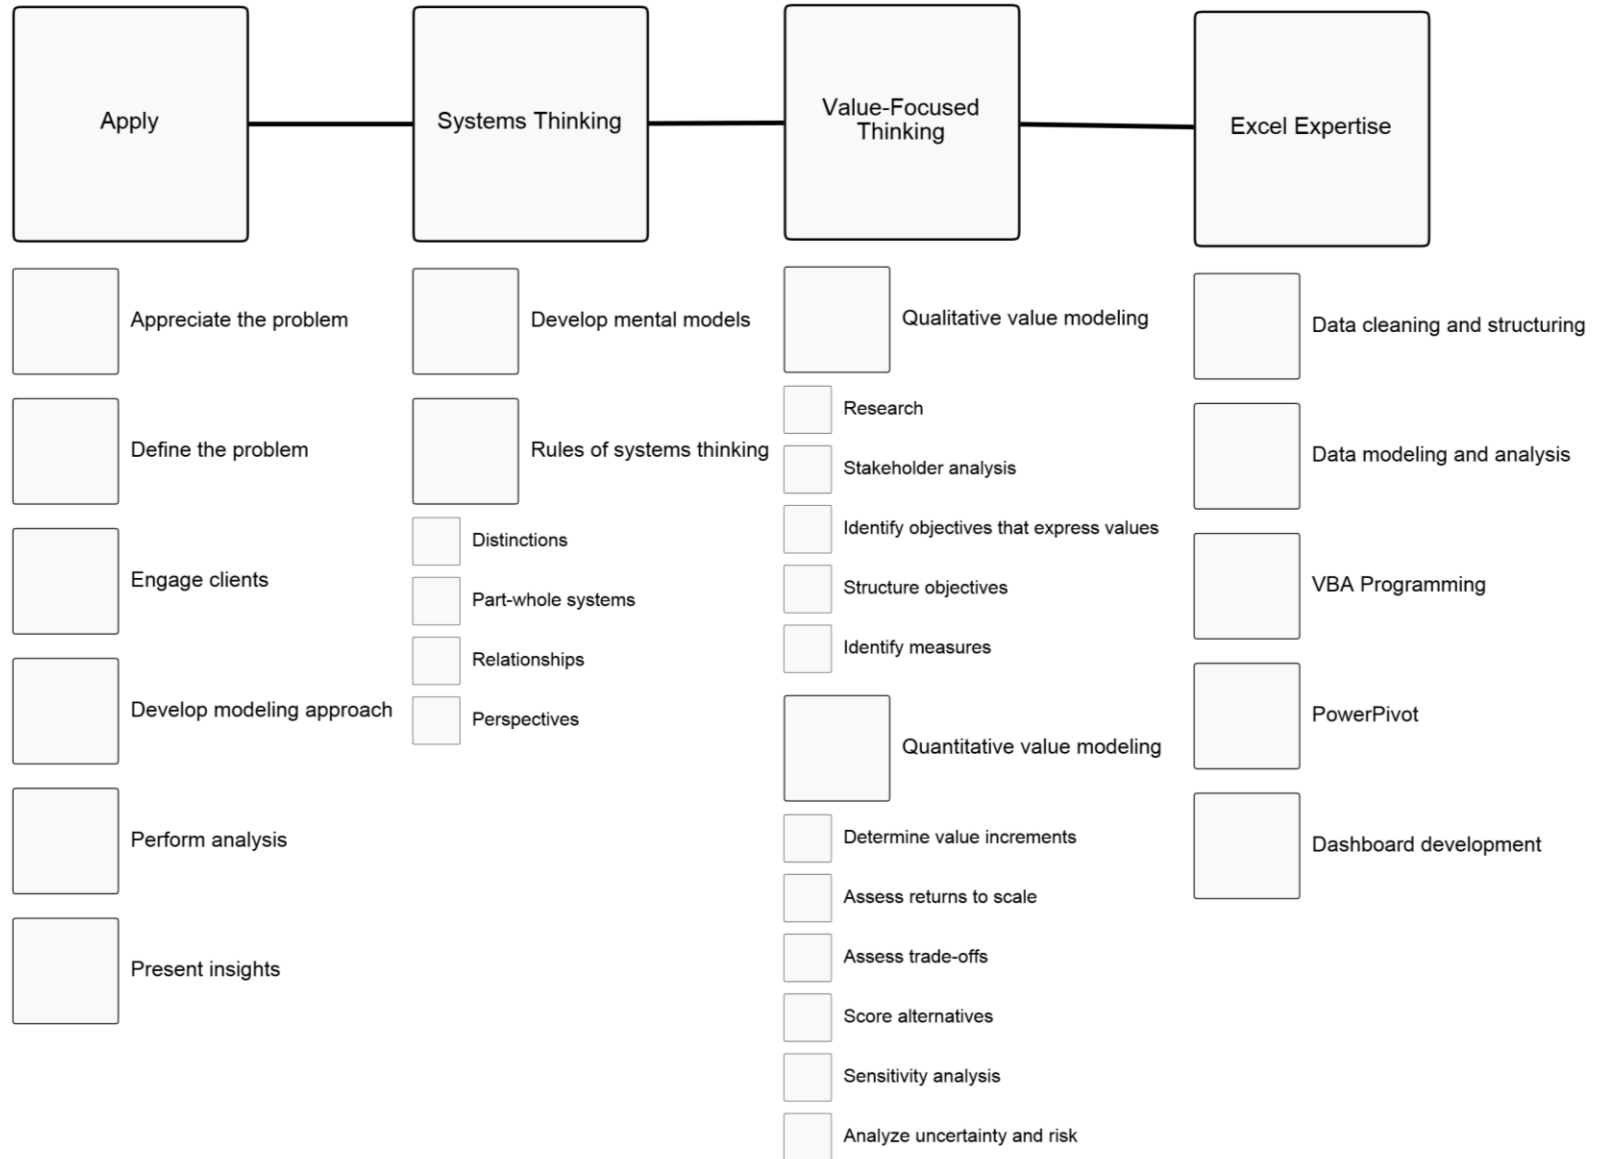 Apply
Systems Thinking
Value-Focused
Thinking
Excel Expertise
Appreciate the problem
Define the problem
Engage clients
Develop modeling approach
Perform analysis
Present insights
Develop mental models
Rules of systems thinking
Distinctions
Part-whole systems
Relationships
Perspectives
Qualitative value modeling
Research
Stakeholder analysis
Identify objectives that express values
Structure objectives
Identify measures
Quantitative value modeling
Determine value increments
Assess returns to scale
Assess trade-offs
Score alternatives
Sensitivity analysis
Analyze uncertainty and risk
Data cleaning and structuring
Data modeling and analysis
VBA Programming
PowerPivot
Dashboard development